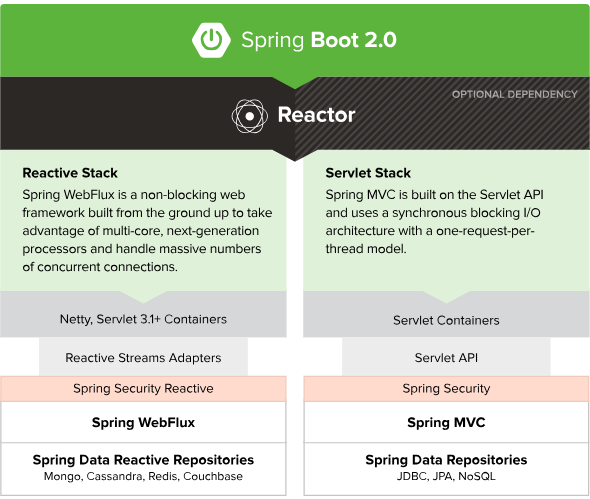 Spring Boot 2.0
OPTIONAL DEPENDENCY
Reactor
Reactive Stack
Spring WebFlux is a non-blocking web
framework built from the ground up to take
advantage of multi-core, next-generation
processors and handle massive numbers
of concurrent connections.
Servlet Stack
Spring MVC is built on the Servlet API
and uses a synchronous blocking I/O
architecture with a one-request-per-
thread model.
Netty, Servlet 3.1+ Containers
Servlet Containers
Reactive Streams Adapters
Servlet API
Spring Security Reactive
Spring Security
Spring WebFlux
Spring MVC
Spring Data Reactive Repositories
Mongo, Cassandra, Redis, Couchbase
Spring Data Repositories
JDBC, JPA, NoSQL